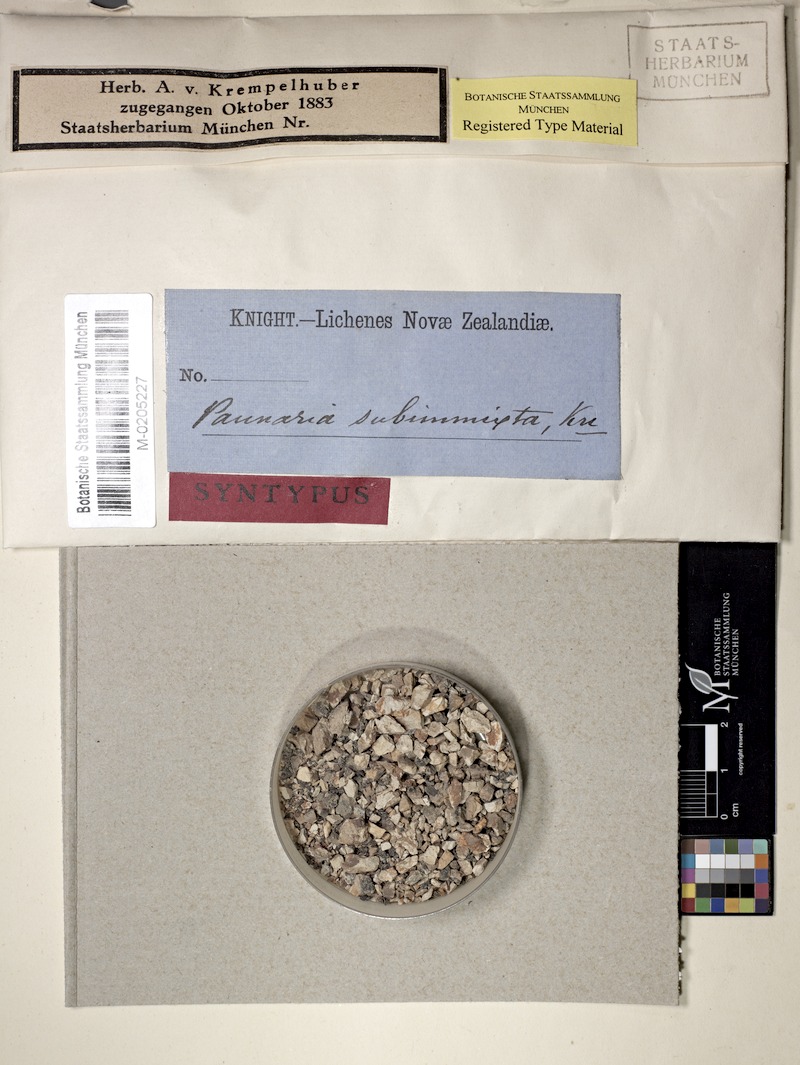 STAATS-
HERBARIUM
MÜNCHEN
Herb. A. v. Krempelhuber
zugegangen Oktober 1883
Staatsherbarium München Nr.
BOTANISCHE STAATSSAMMLUNG
MÜNCHEN
Registered Type Material
KNIGHT.—Lichenes Novæ Zealandiæ.
No.
Pannaria subimmixta, Kn
Botanische Staatssammlung München
M-0205227
SYNTYPUS
BOTANISCHE
STAATSSAMMLUNG
MÜNCHEN
0 1 2
cm
copyright reserved